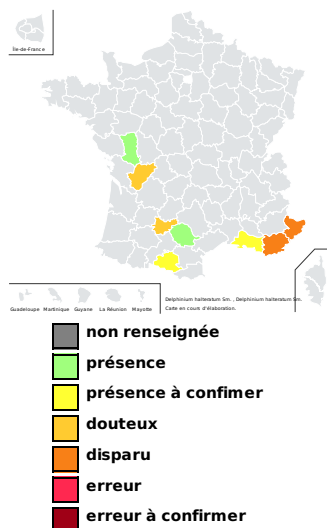 Île-de-France
Guadeloupe Martinique Guyane La Réunion Mayotte
Delphinium halteratum Sm. , Delphinium halteratum Sm.
Carte en cours d'élaboration.
non renseignée
présence
présence à confimer
douteux
disparu
erreur
erreur à confirmer